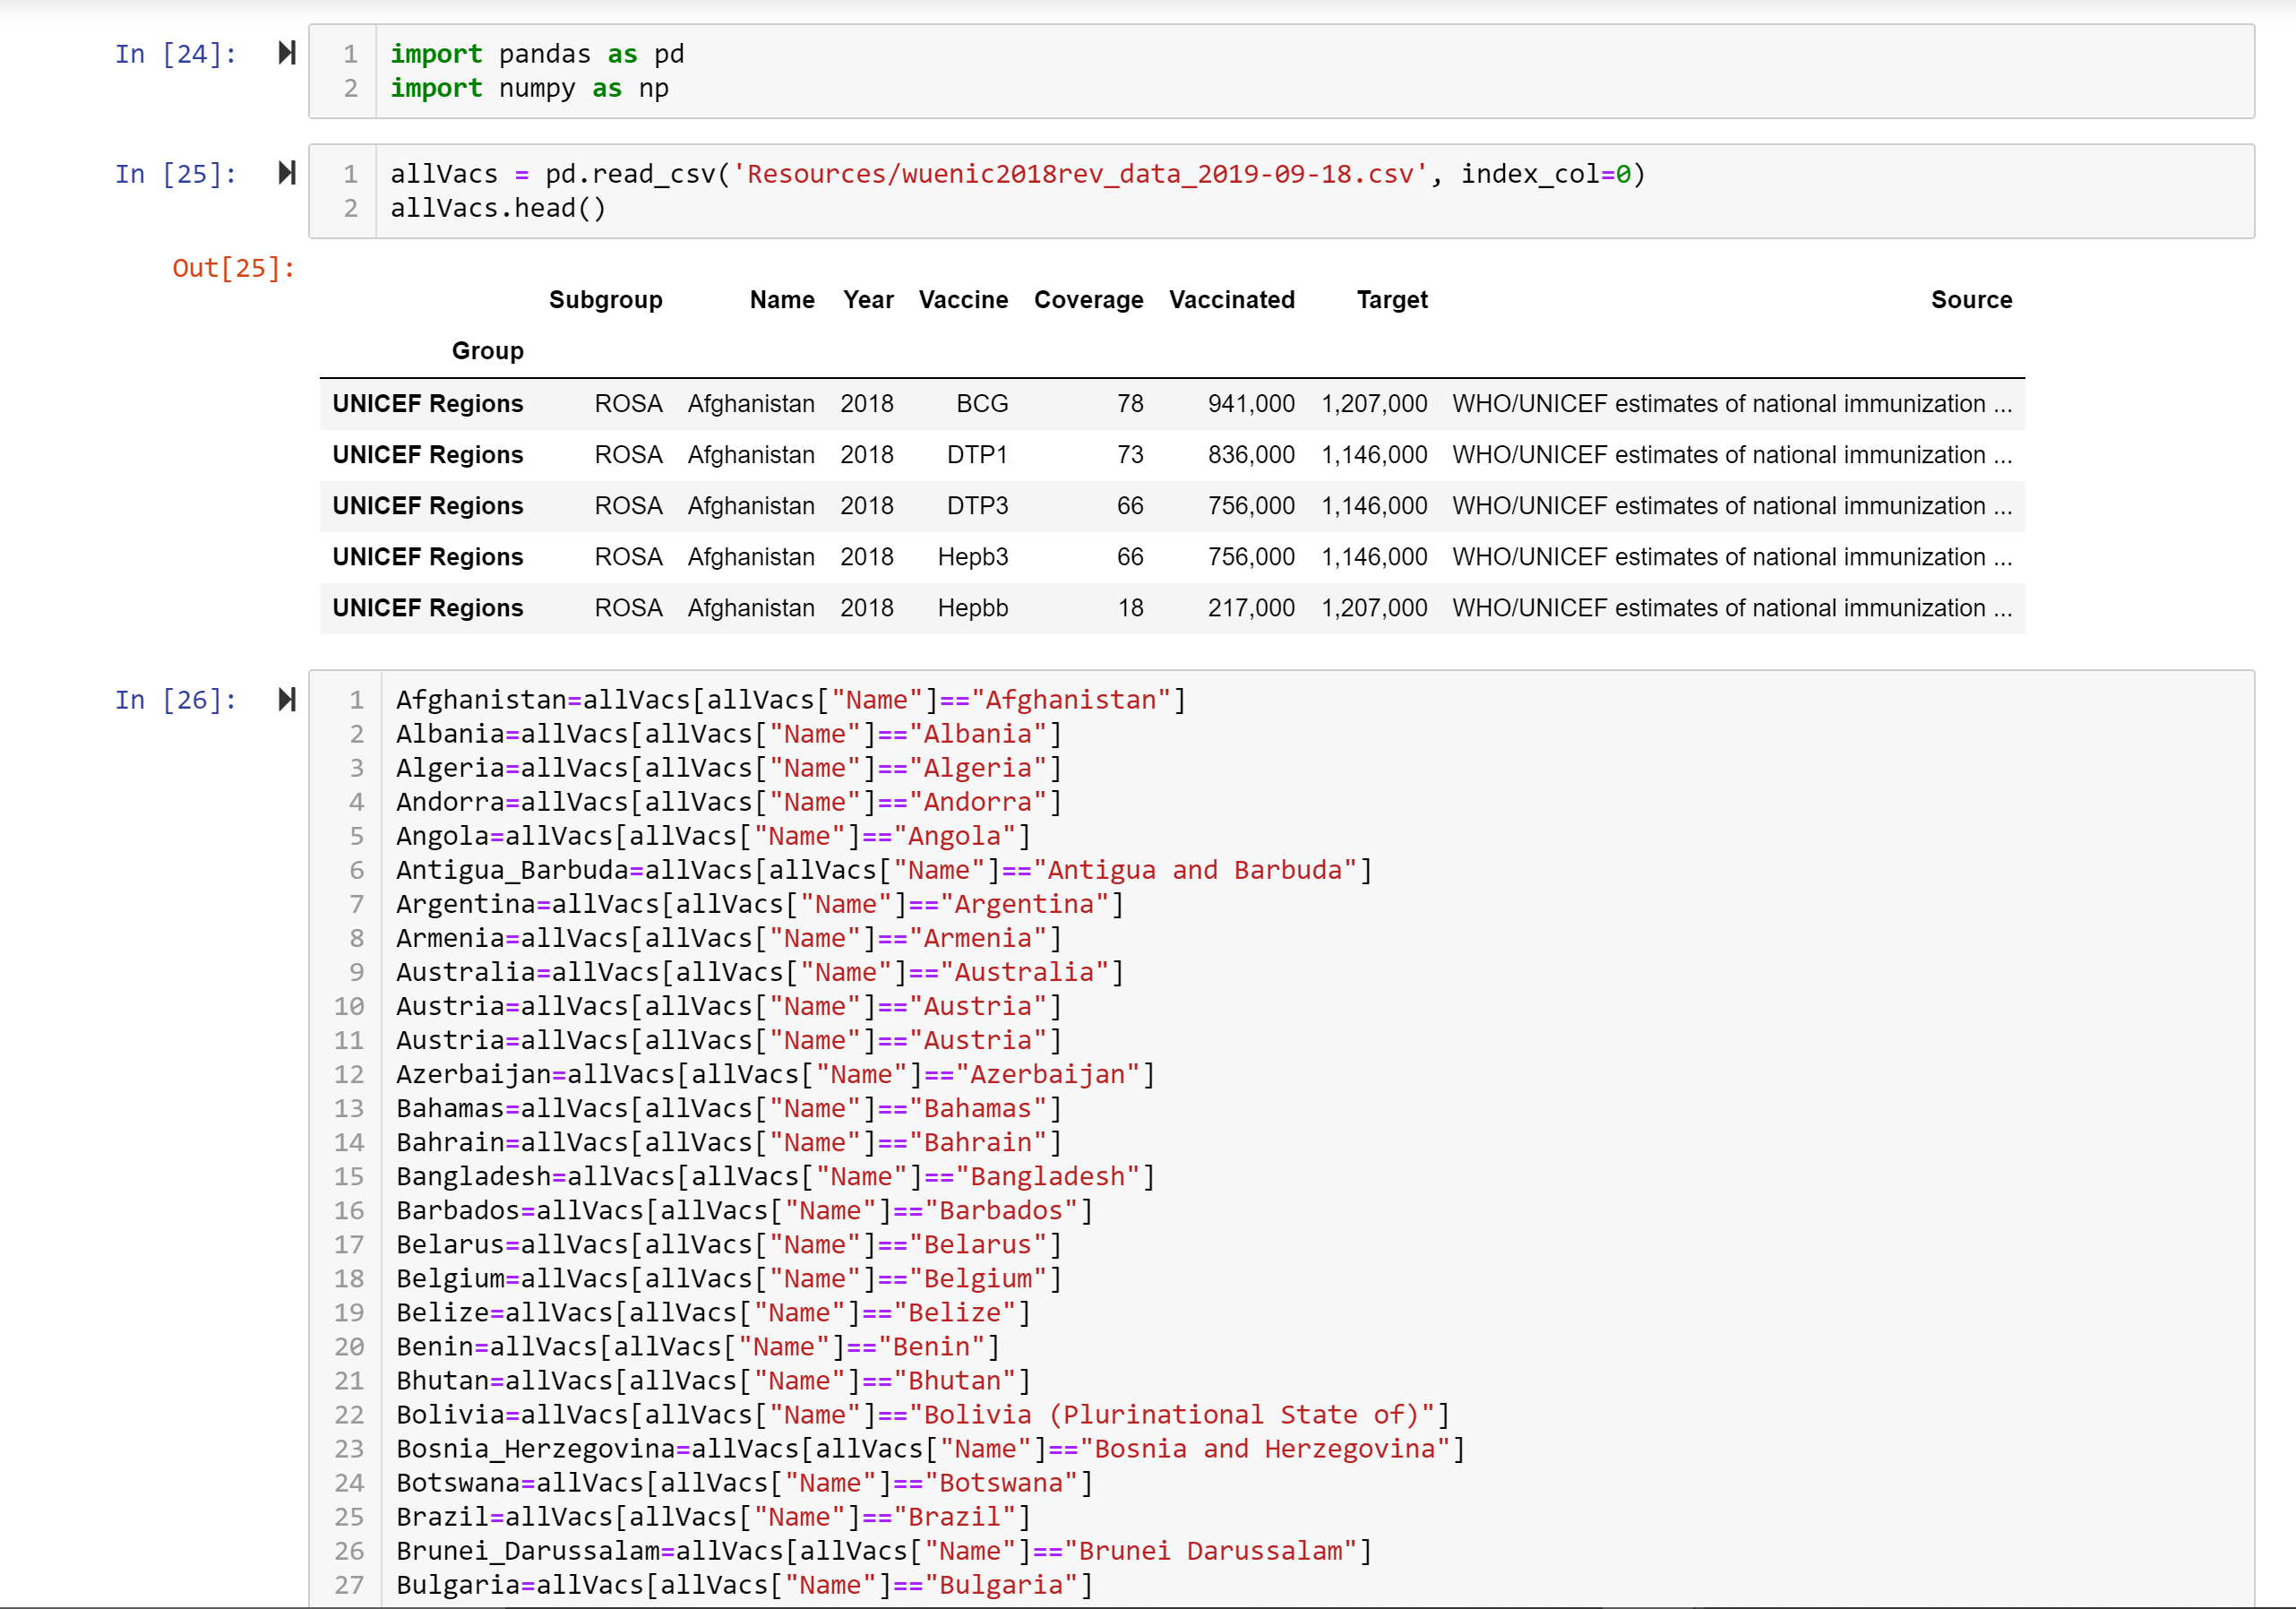 In [24]:
1 import pandas as pd
2 import numpy as np
In [25]:
1 allVacs = pd.read_csv('Resources/wuenic2018rev_data_2019-09-18.csv', index_col=0)
2 allVacs.head()
Out[25]:
Subgroup Name Year Vaccine Coverage Vaccinated Target Source
Group
UNICEF Regions ROSA Afghanistan 2018 BCG 78 941,000 1,207,000 WHO/UNICEF estimates of national immunization ...
UNICEF Regions ROSA Afghanistan 2018 DTP1 73 836,000 1,146,000 WHO/UNICEF estimates of national immunization ...
UNICEF Regions ROSA Afghanistan 2018 DTP3 66 756,000 1,146,000 WHO/UNICEF estimates of national immunization ...
UNICEF Regions ROSA Afghanistan 2018 Hepb3 66 756,000 1,146,000 WHO/UNICEF estimates of national immunization ...
UNICEF Regions ROSA Afghanistan 2018 Hepbb 18 217,000 1,207,000 WHO/UNICEF estimates of national immunization ...
In [26]:
1 Afghanistan=allVacs[allVacs["Name"]=="Afghanistan"]
2 Albania=allVacs[allVacs["Name"]=="Albania"]
3 Algeria=allVacs[allVacs["Name"]=="Algeria"]
4 Andorra=allVacs[allVacs["Name"]=="Andorra"]
5 Angola=allVacs[allVacs["Name"]=="Angola"]
6 Antigua_Barbuda=allVacs[allVacs["Name"]=="Antigua and Barbuda"]
7 Argentina=allVacs[allVacs["Name"]=="Argentina"]
8 Armenia=allVacs[allVacs["Name"]=="Armenia"]
9 Australia=allVacs[allVacs["Name"]=="Australia"]
10 Austria=allVacs[allVacs["Name"]=="Austria"]
11 Austria=allVacs[allVacs["Name"]=="Austria"]
12 Azerbaijan=allVacs[allVacs["Name"]=="Azerbaijan"]
13 Bahamas=allVacs[allVacs["Name"]=="Bahamas"]
14 Bahrain=allVacs[allVacs["Name"]=="Bahrain"]
15 Bangladesh=allVacs[allVacs["Name"]=="Bangladesh"]
16 Barbados=allVacs[allVacs["Name"]=="Barbados"]
17 Belarus=allVacs[allVacs["Name"]=="Belarus"]
18 Belgium=allVacs[allVacs["Name"]=="Belgium"]
19 Belize=allVacs[allVacs["Name"]=="Belize"]
20 Benin=allVacs[allVacs["Name"]=="Benin"]
21 Bhutan=allVacs[allVacs["Name"]=="Bhutan"]
22 Bolivia=allVacs[allVacs["Name"]=="Bolivia (Plurinational State of)"]
23 Bosnia_Herzegovina=allVacs[allVacs["Name"]=="Bosnia and Herzegovina"]
24 Botswana=allVacs[allVacs["Name"]=="Botswana"]
25 Brazil=allVacs[allVacs["Name"]=="Brazil"]
26 Brunei_Darussalam=allVacs[allVacs["Name"]=="Brunei Darussalam"]
27 Bulgaria=allVacs[allVacs["Name"]=="Bulgaria"]